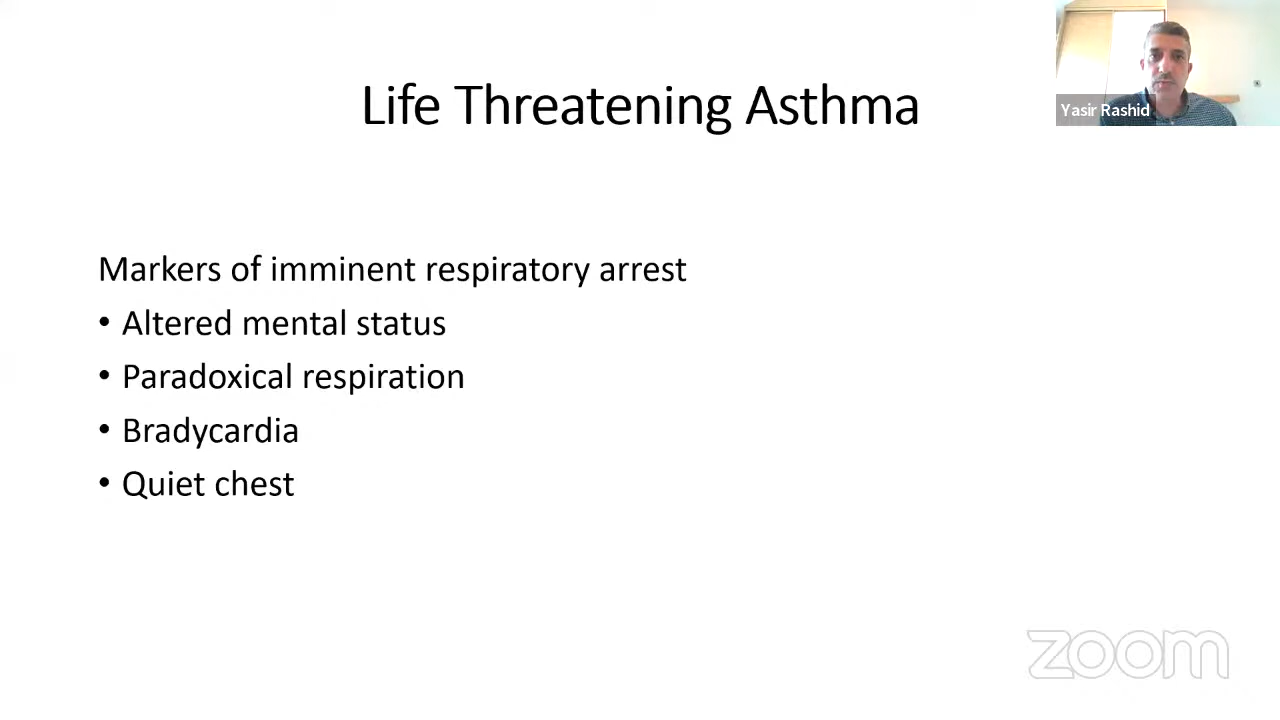 Life Threatening Asthma
Yasir Rashid
Markers of imminent respiratory arrest
• Altered mental status
• Paradoxical respiration
• Bradycardia
• Quiet chest
zoom